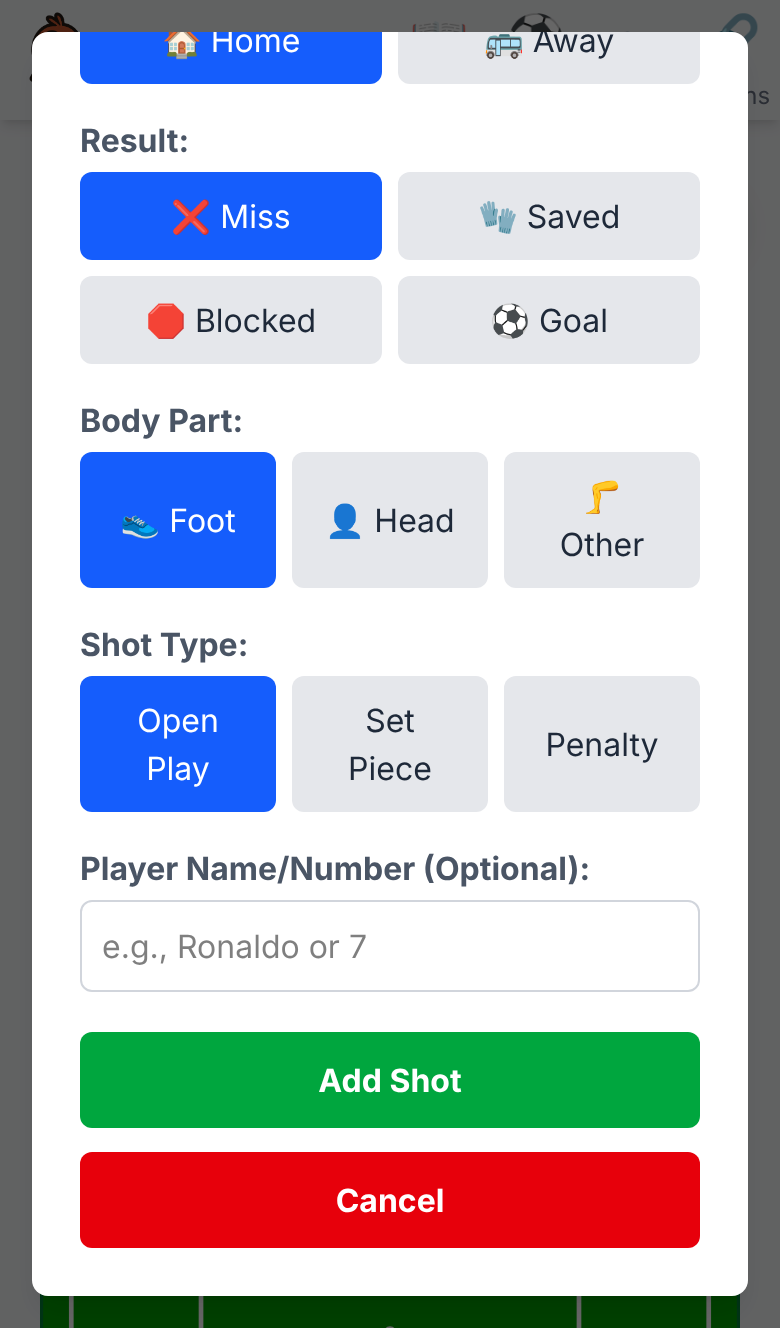 Home
Away
ns
Result:
Miss
Saved
Blocked
Goal
Body Part:
Foot
Head
Other
Shot Type:
Open
Play
Set
Piece
Penalty
Player Name/Number (Optional):
e.g., Ronaldo or 7
Add Shot
Cancel